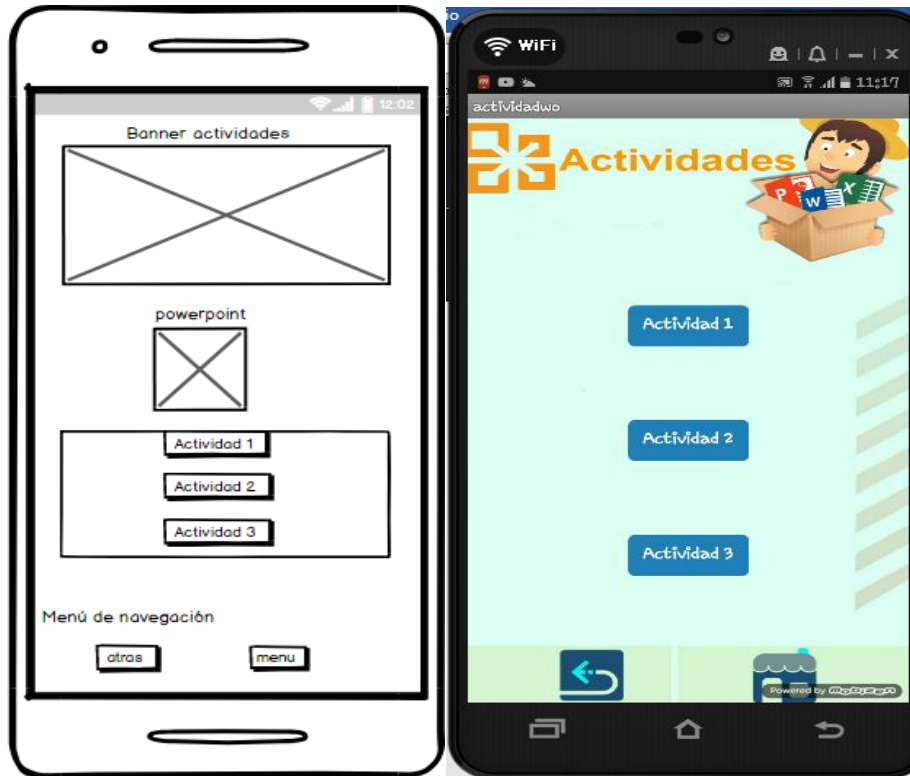 12:02
Banner actividades
powerpoint
Actividad 1
Actividad 2
Actividad 3
Menú de navegación
atras
menu
WiFi
11:17
actividadwo
Actividades
P
W
X
Actividad 1
Actividad 2
Actividad 3
Powered by Mobizen